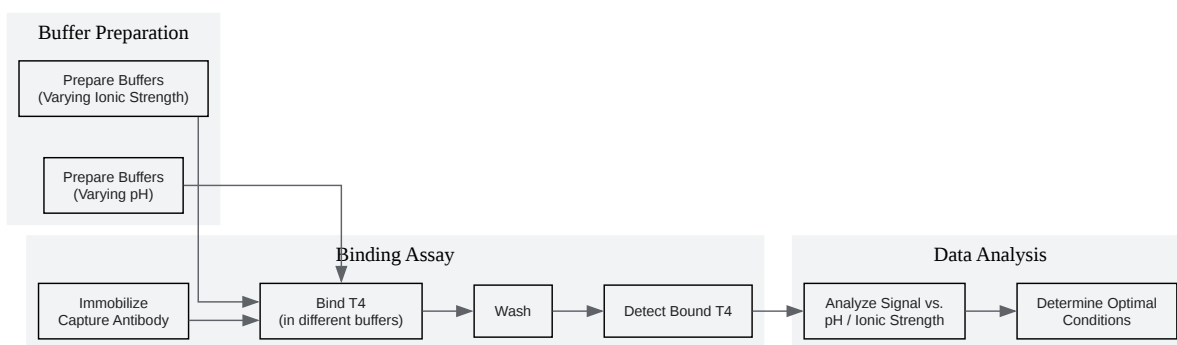 Buffer Preparation
Prepare Buffers
(Varying Ionic Strength)
Prepare Buffers
(Varying pH)
Binding Assay
Immobilize
Capture Antibody
Bind T4
(in different buffers)
Wash
Detect Bound T4
Data Analysis
Analyze Signal vs.
pH / Ionic Strength
Determine Optimal
Conditions